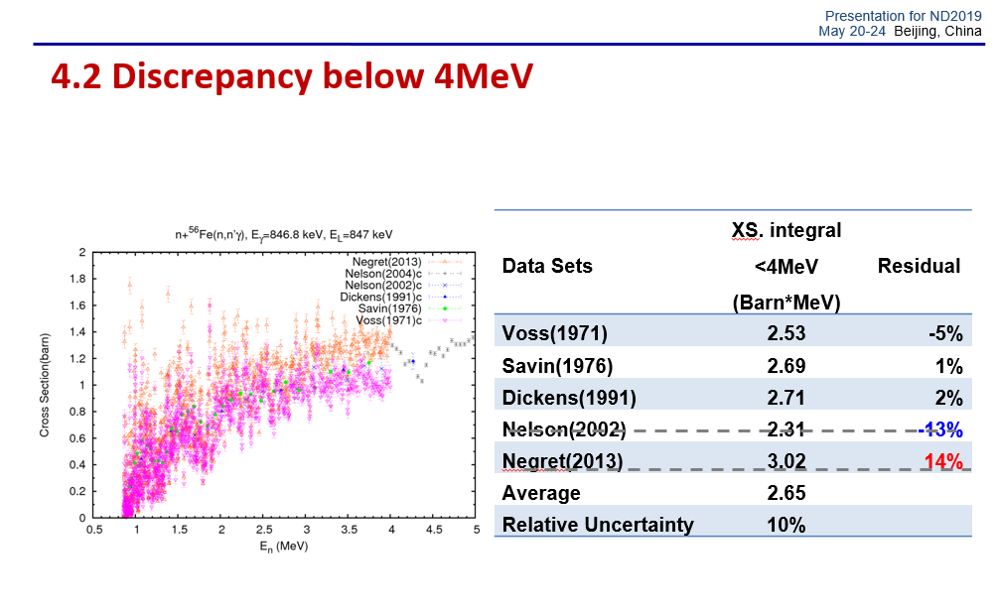 Presentation for ND2019
May 20-24 Beijing, China
4.2 Discrepancy below 4MeV
n+56Fe(n,n'γ), Eγ=846.8 keV, EL=847 keV
Cross Section(barn)
2
1.8
1.6
1.4
1.2
1
0.8
0.6
0.4
0.2
0
Negret(2013)
Nelson(2004)c
Nelson(2002)c
Dickens(1991)c
Savin(1976)
Voss(1971)c
0.5 1 1.5 2 2.5 3 3.5 4 4.5 5
En (MeV)
XS. integral
Data Sets <4MeV Residual
(Barn*MeV)
Voss(1971) 2.53 -5%
Savin(1976) 2.69 1%
Dickens(1991) 2.71 2%
Nelson(2002) 2.31 -13%
Negret(2013) 3.02 14%
Average 2.65
Relative Uncertainty 10%